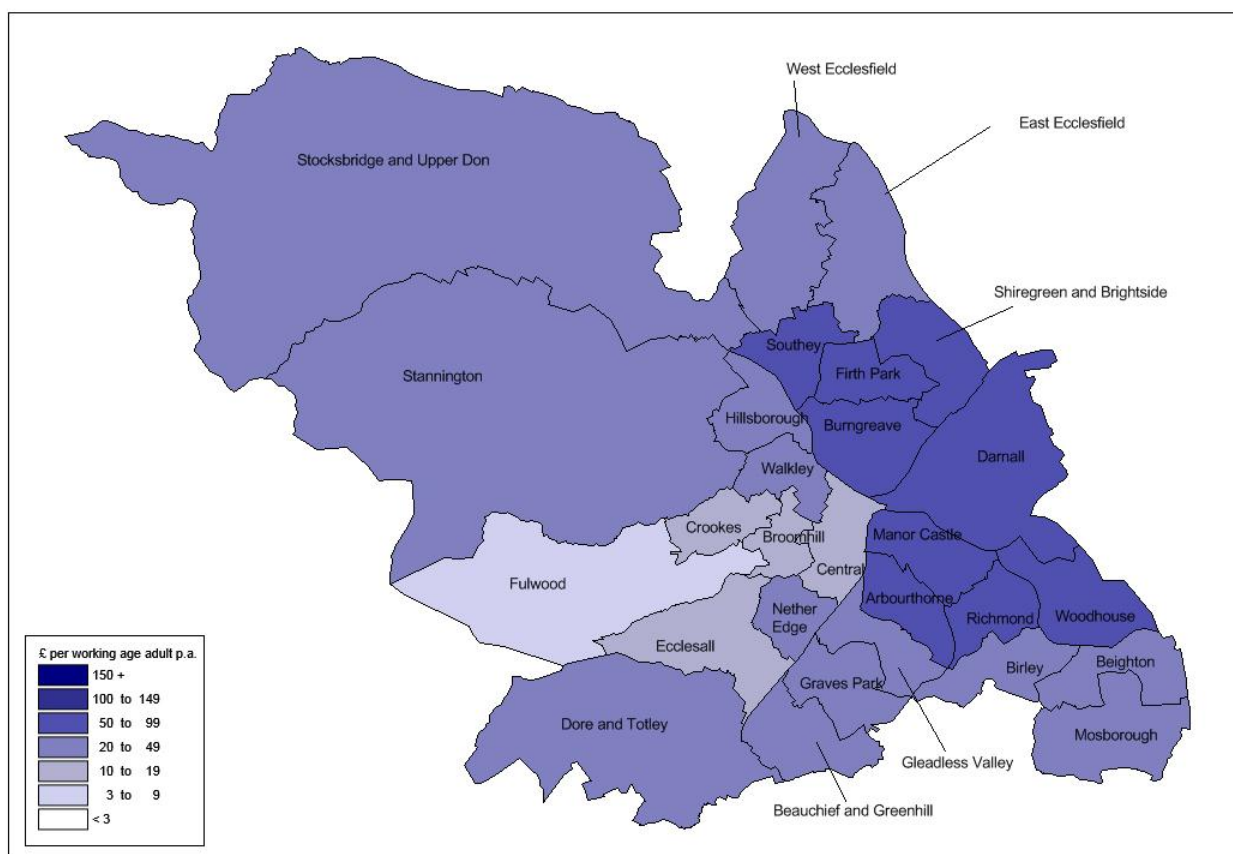 West Ecclesfield
East Ecclesfield
Stocksbridge and Upper Don
Shiregreen and Brightside
Southey
Firth Park
Stannington
Hillsborough
Burngreave
Darnall
Walkley
Crookes
Broomhill
Manor Castle
Central
Fulwood
Arbourthorne
Nether
Edge
Richmond
Woodhouse
Ecclesall
Birley
Beighton
Graves Park
Dore and Totley
Mosborough
Gleadless Valley
Beauchief and Greenhill
£ per working age adult p.a.
150 +
100 to 149
50 to 99
20 to 49
10 to 19
3 to 9
< 3